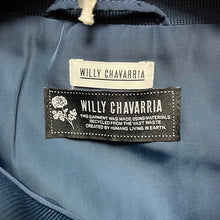 WILLY CHAVARRIA
WILLY CHAVARRIA
THIS GARMENT WAS MADE USING MATERIALS
RECYCLED FROM THE VAST WASTE
CREATED BY HUMANS LIVING IN EARTH.